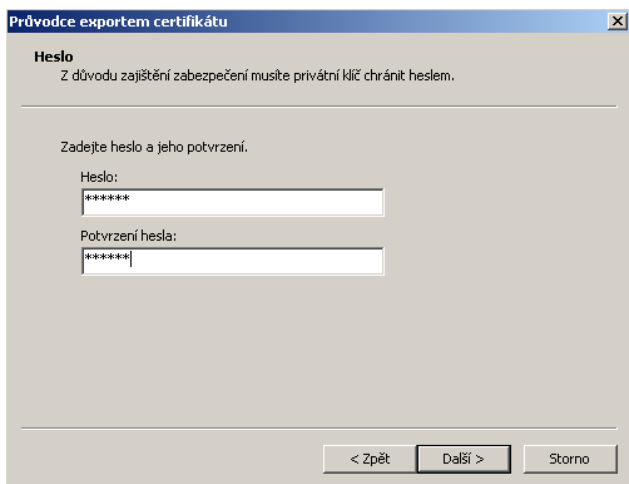 Průvodce exportem certifikátu
Heslo
Z důvodu zajištění zabezpečení musíte privátní klíč chránit heslem.
Zadejte heslo a jeho potvrzení.
Heslo:
******
Potvrzení hesla:
******
< Zpět Další > Storno